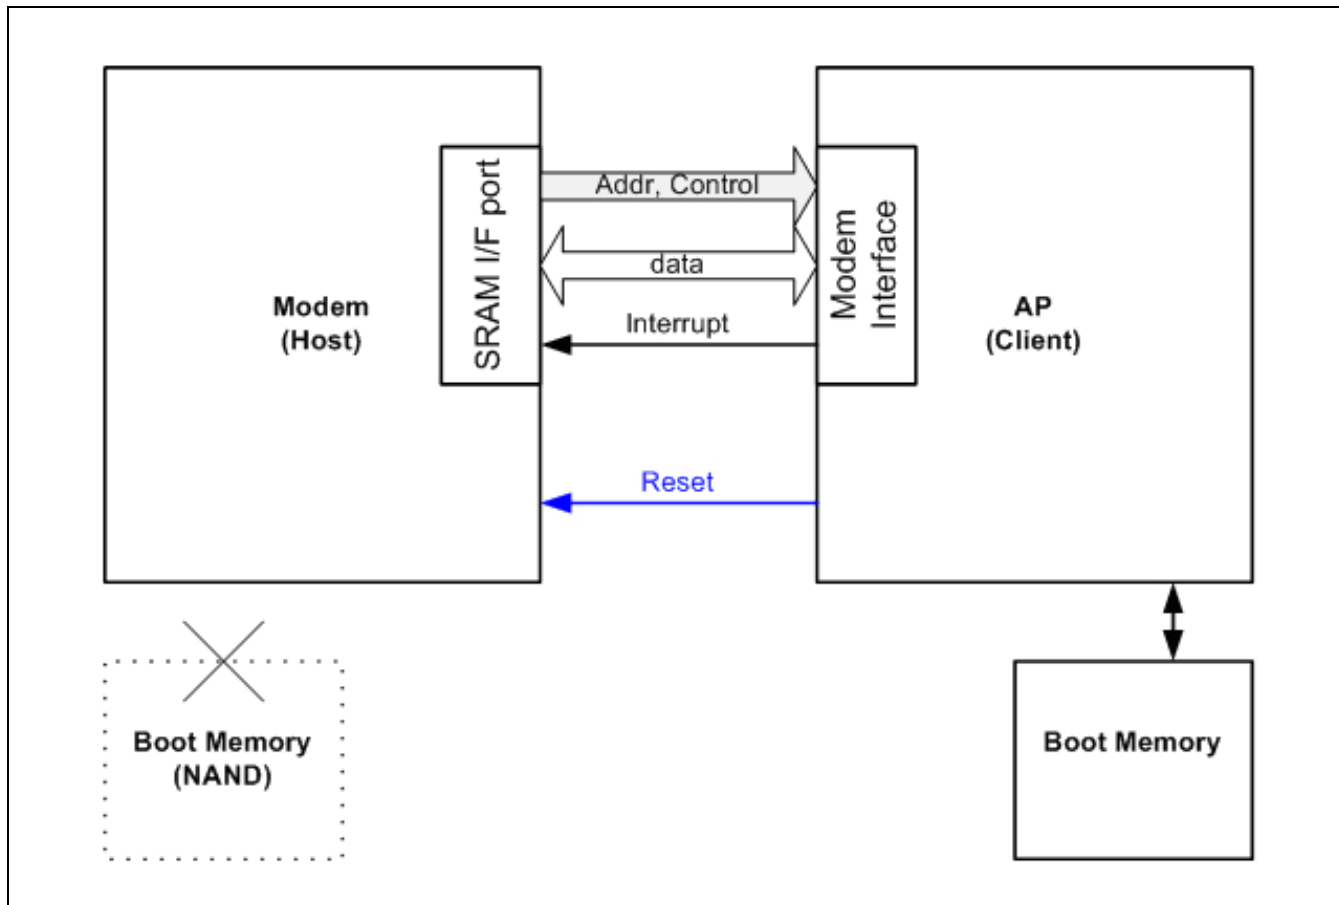 Modem
(Host)
SRAM I/F port
Addr, Control
data
Interrupt
Reset
Modem
Interface
AP
(Client)
Boot Memory
(NAND)
Boot Memory